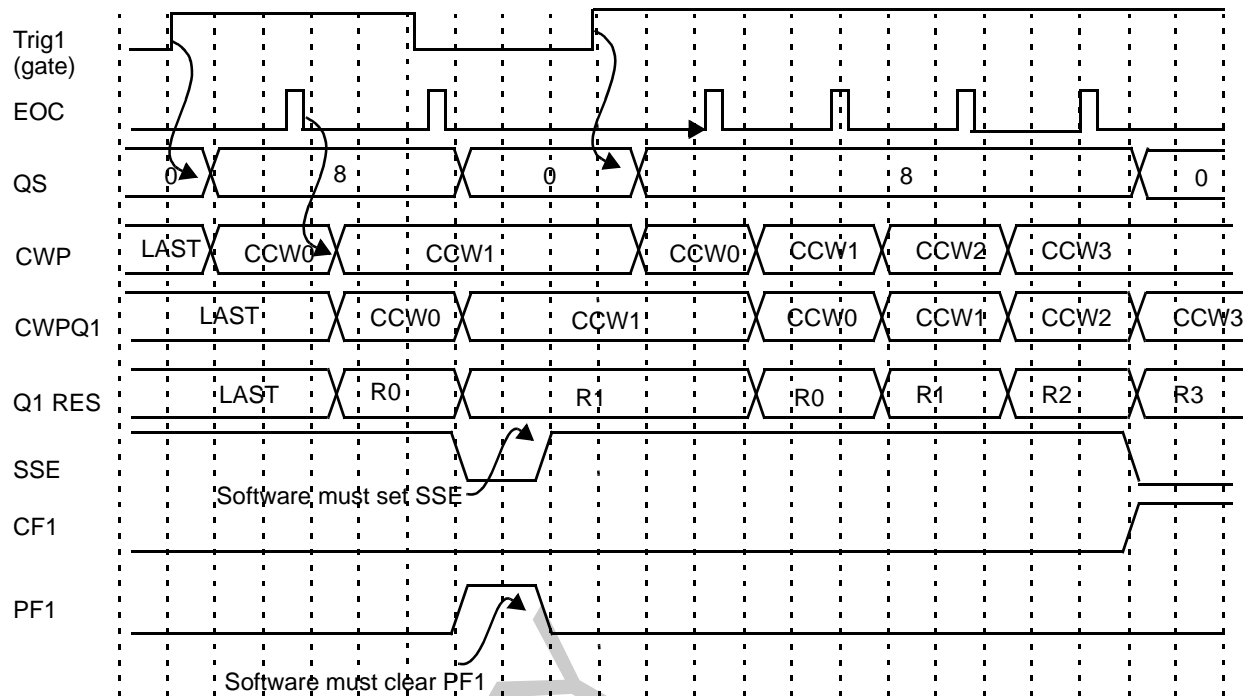 Trig1
(gate)
EOC
QS 0 8 0 8 0
CWP LAST CCW0 CCW1 CCW0 CCW1 CCW2 CCW3
CWPQ1 LAST CCW0 CCW1 CCW0 CCW1 CCW2 CCW3
Q1 RES LAST R0 R1 R0 R1 R2 R3
SSE
Software must set SSE
CF1
PF1
Software must clear PF1